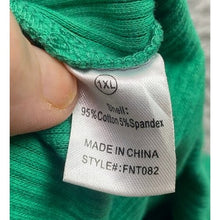 1XL
Shell:
95%Cotton 5%Spandex
MADE IN CHINA
STYLE#:FNT082